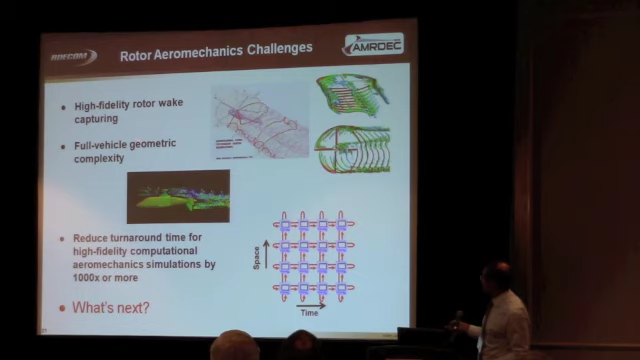 RDECOM
Rotor Aeromechanics Challenges
AMRDEC
High-fidelity rotor wake
capturing
Full-vehicle geometric
complexity
Reduce turnaround time for
high-fidelity computational
aeromechanics simulations by
1000x or more
What's next?
Space
Time